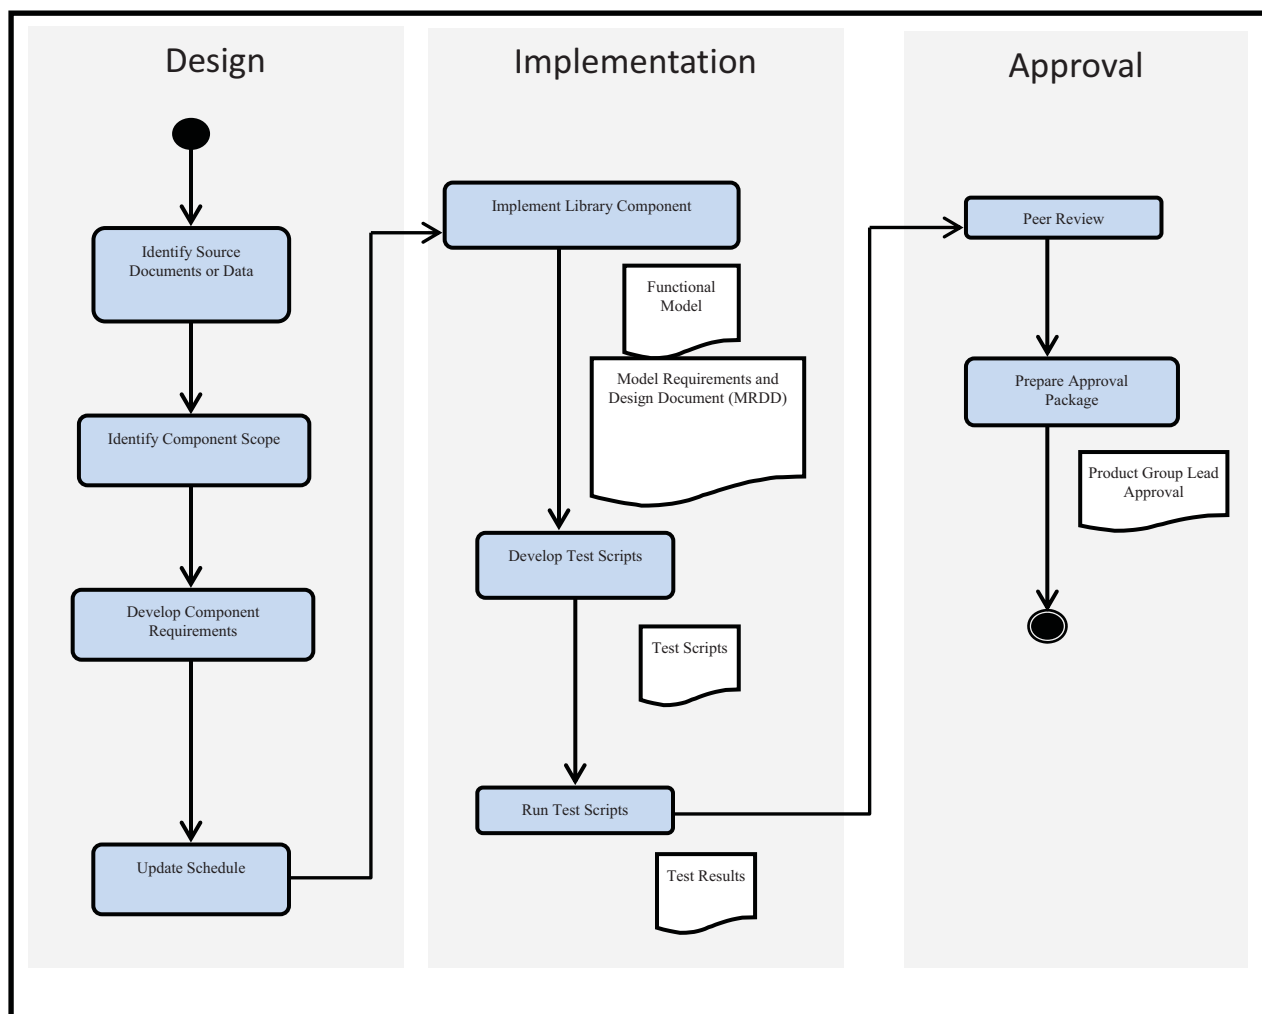 Design
Identify Source
Documents or Data
Identify Component Scope
Develop Component
Requirements
Update Schedule
Implementation
Implement Library Component
Functional
Model
Model Requirements and
Design Document (MRDD)
Develop Test Scripts
Test Scripts
Run Test Scripts
Test Results
Approval
Peer Review
Prepare Approval
Package
Product Group Lead
Approval